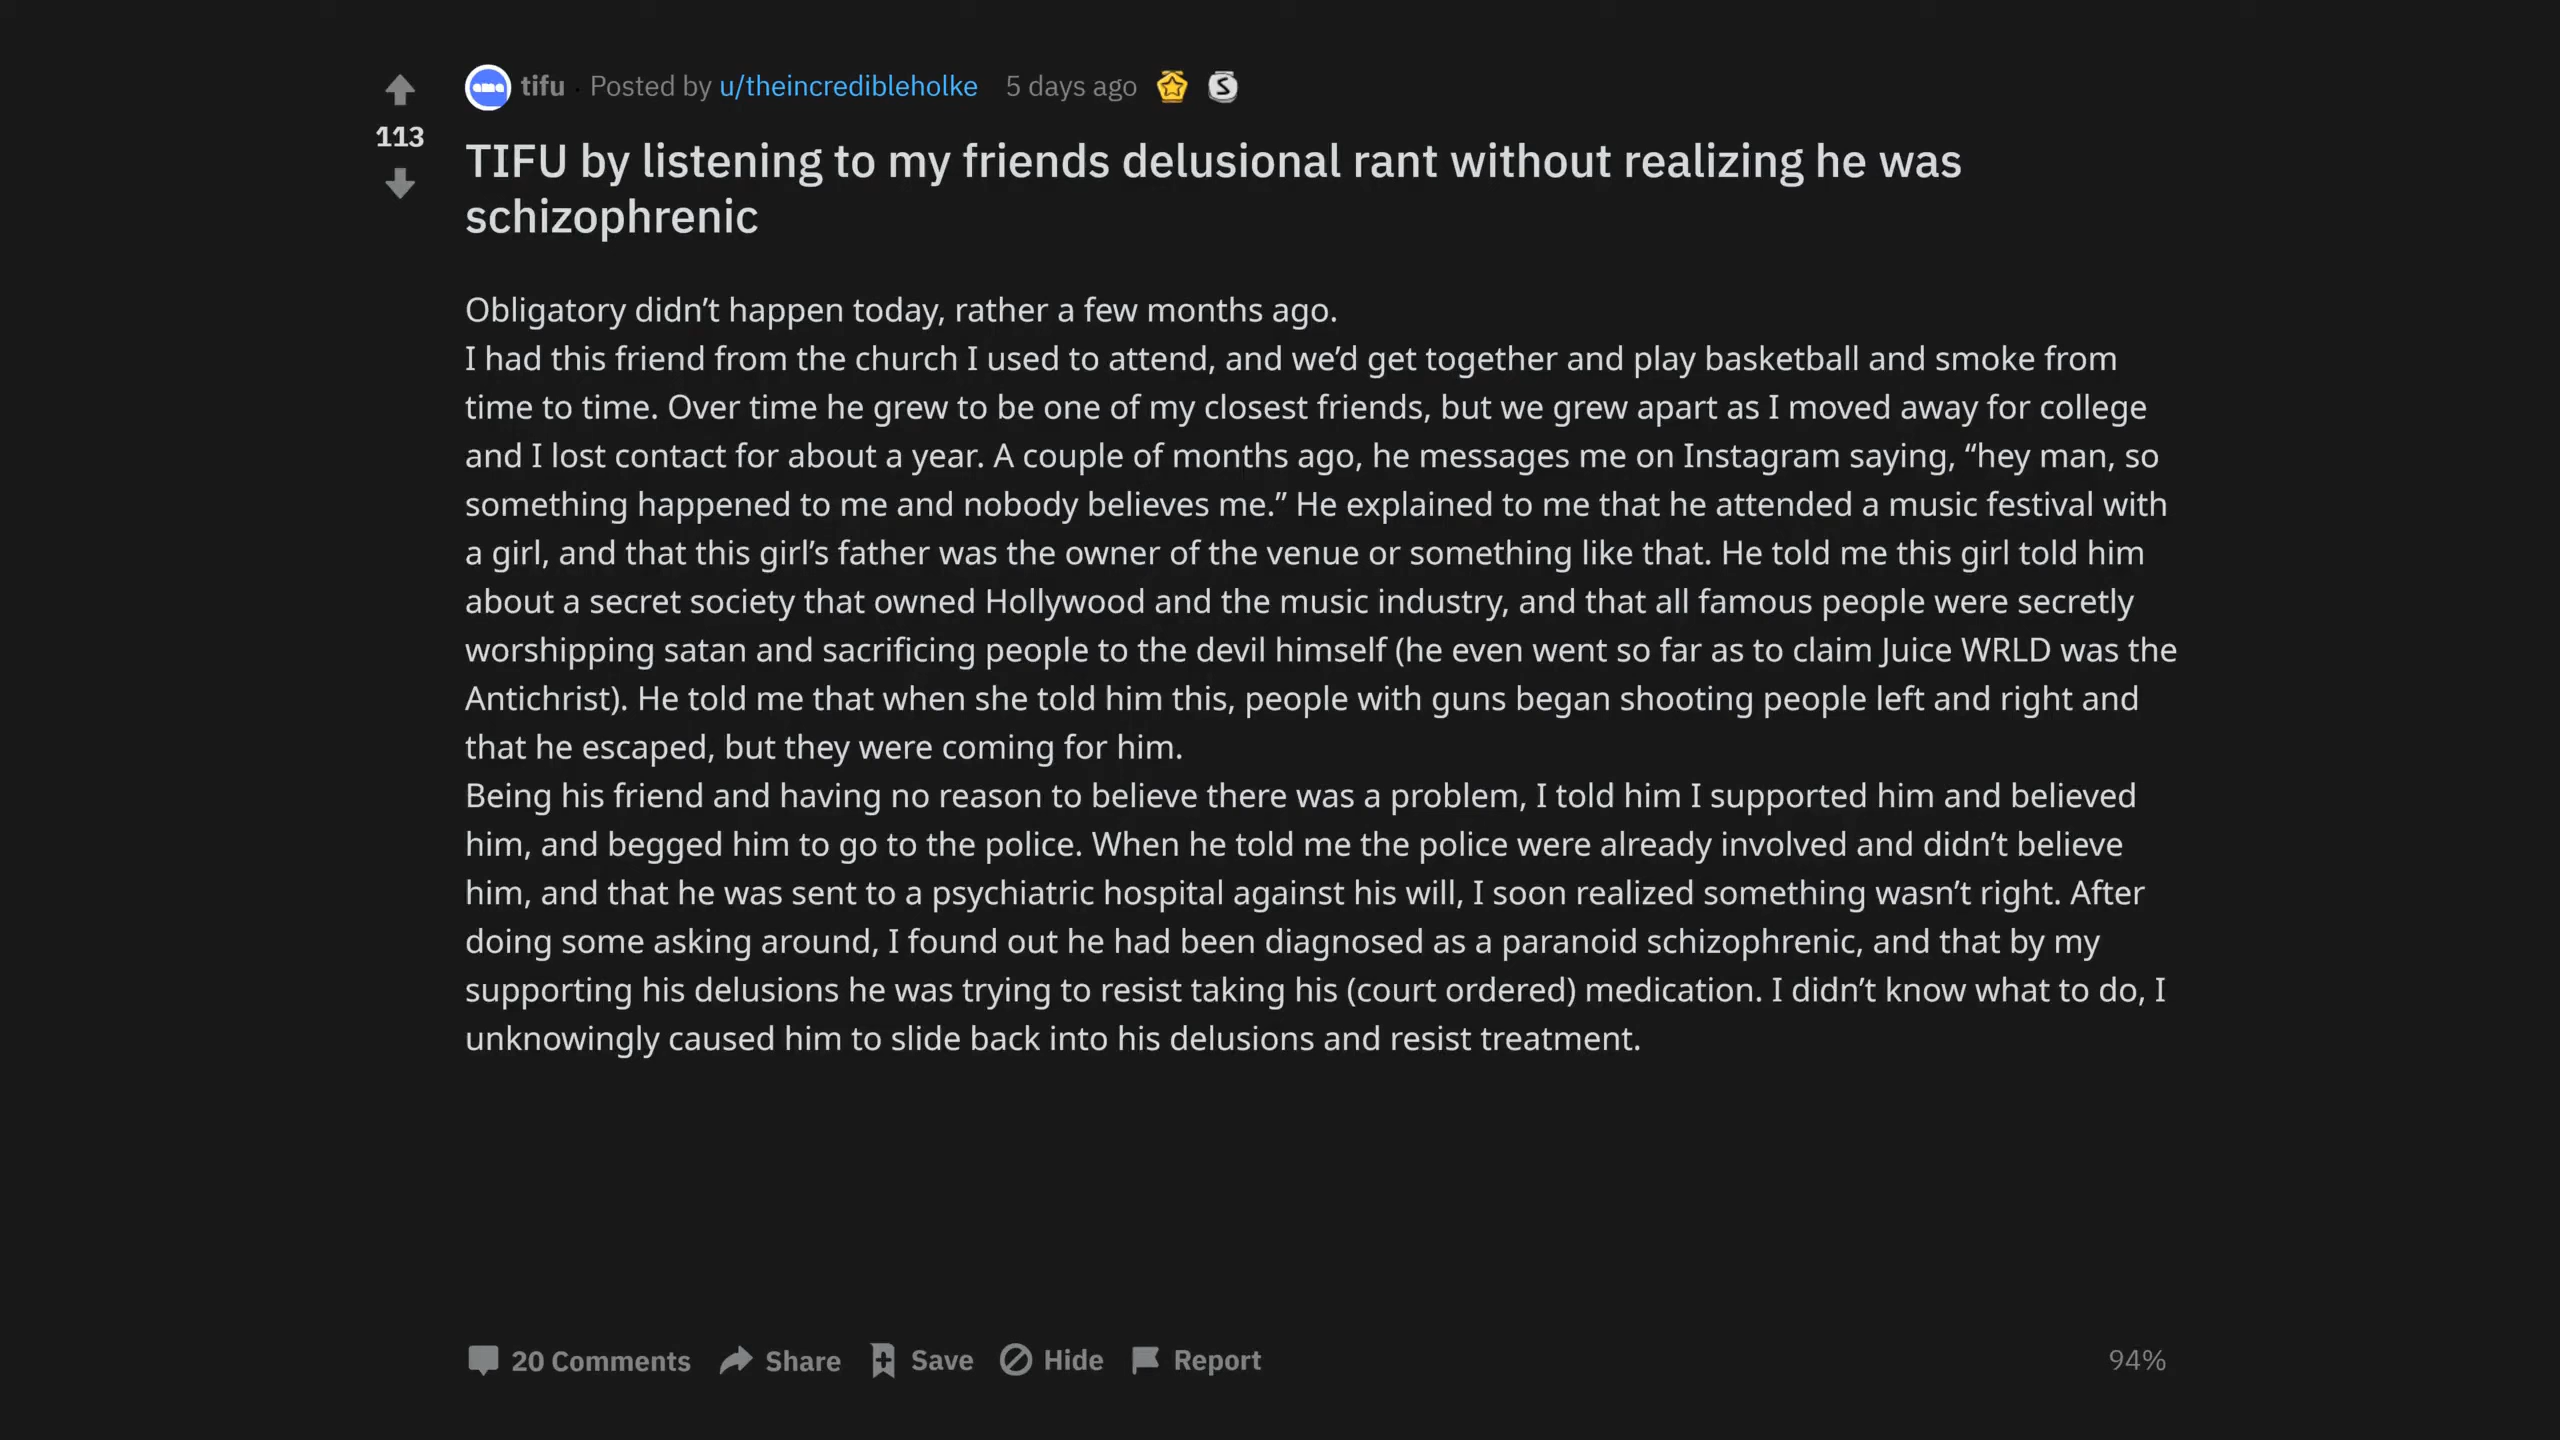 tifu · Posted by u/theincredibleholke 5 days ago
113
TIFU by listening to my friends delusional rant without realizing he was
schizophrenic
Obligatory didn’t happen today, rather a few months ago.
I had this friend from the church I used to attend, and we’d get together and play basketball and smoke from
time to time. Over time he grew to be one of my closest friends, but we grew apart as I moved away for college
and I lost contact for about a year. A couple of months ago, he messages me on Instagram saying, “hey man, so
something happened to me and nobody believes me.” He explained to me that he attended a music festival with
a girl, and that this girl’s father was the owner of the venue or something like that. He told me this girl told him
about a secret society that owned Hollywood and the music industry, and that all famous people were secretly
worshipping satan and sacrificing people to the devil himself (he even went so far as to claim Juice WRLD was the
Antichrist). He told me that when she told him this, people with guns began shooting people left and right and
that he escaped, but they were coming for him.
Being his friend and having no reason to believe there was a problem, I told him I supported him and believed
him, and begged him to go to the police. When he told me the police were already involved and didn’t believe
him, and that he was sent to a psychiatric hospital against his will, I soon realized something wasn’t right. After
doing some asking around, I found out he had been diagnosed as a paranoid schizophrenic, and that by my
supporting his delusions he was trying to resist taking his (court ordered) medication. I didn’t know what to do, I
unknowingly caused him to slide back into his delusions and resist treatment.
20 Comments Share Save Hide Report 94%